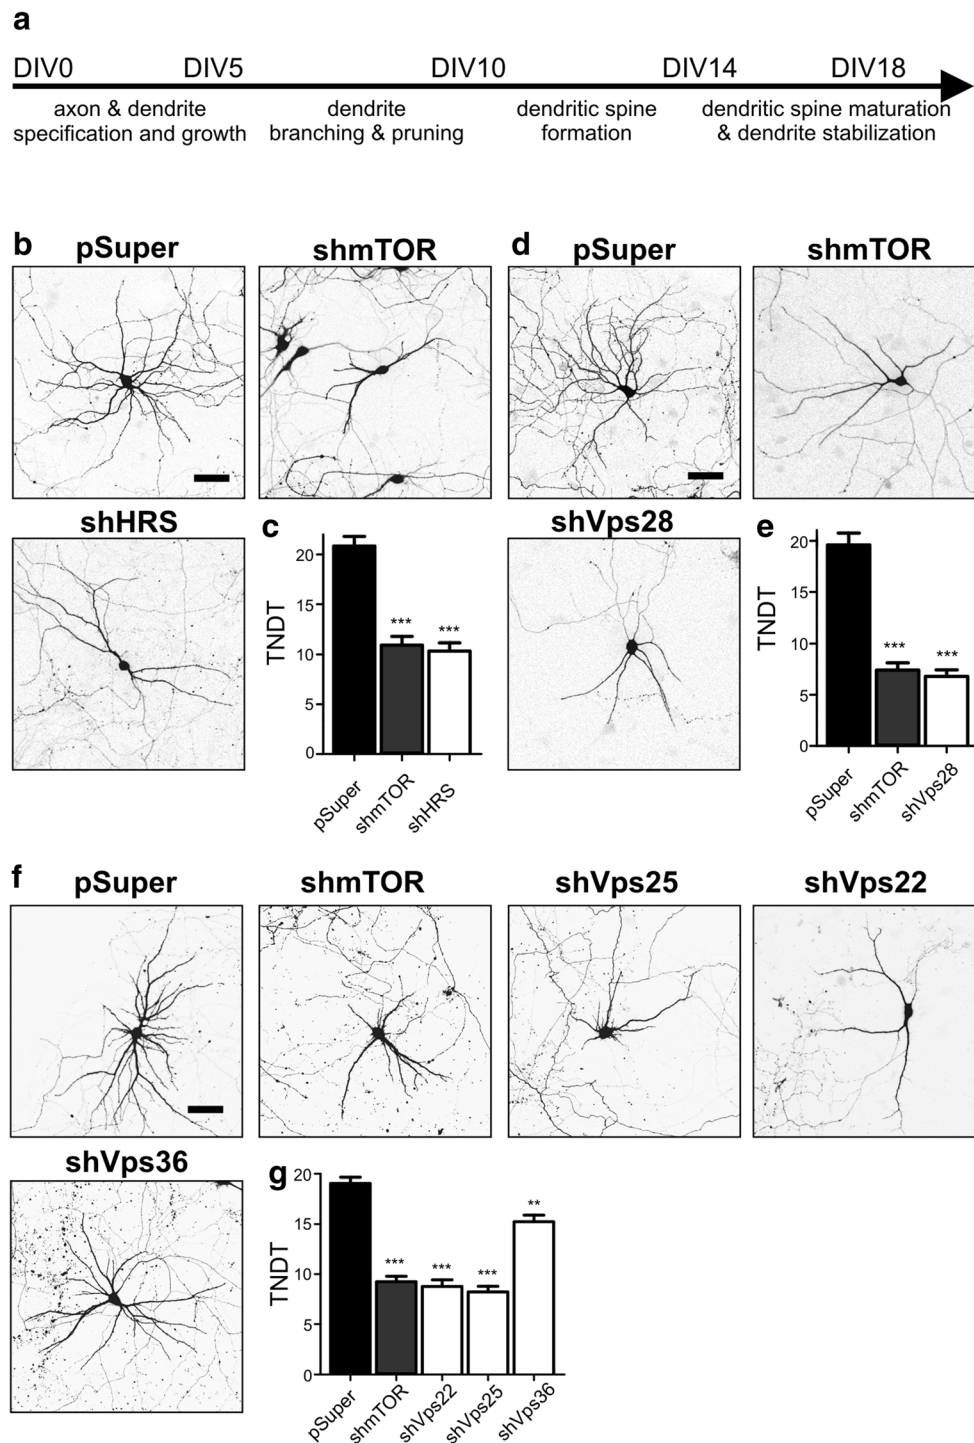 a
DIV0 DIV5 DIV10 DIV14 DIV18
axon & dendrite
specification and growth
dendrite
branching & pruning
dendritic spine
formation
dendritic spine maturation
& dendrite stabilization
b pSuper shmTOR
d pSuper shmTOR
shHRS
c
TNDT
20
15
10
5
0
***
***
pSuper
shmTOR
shHRS
shVps28
e
TNDT
20
15
10
5
0
***
***
pSuper
shmTOR
shVps28
f pSuper shmTOR shVps25 shVps22
shVps36
g
TNDT
20
15
10
5
0
***
***
***
**
pSuper
shmTOR
shVps22
shVps25
shVps36